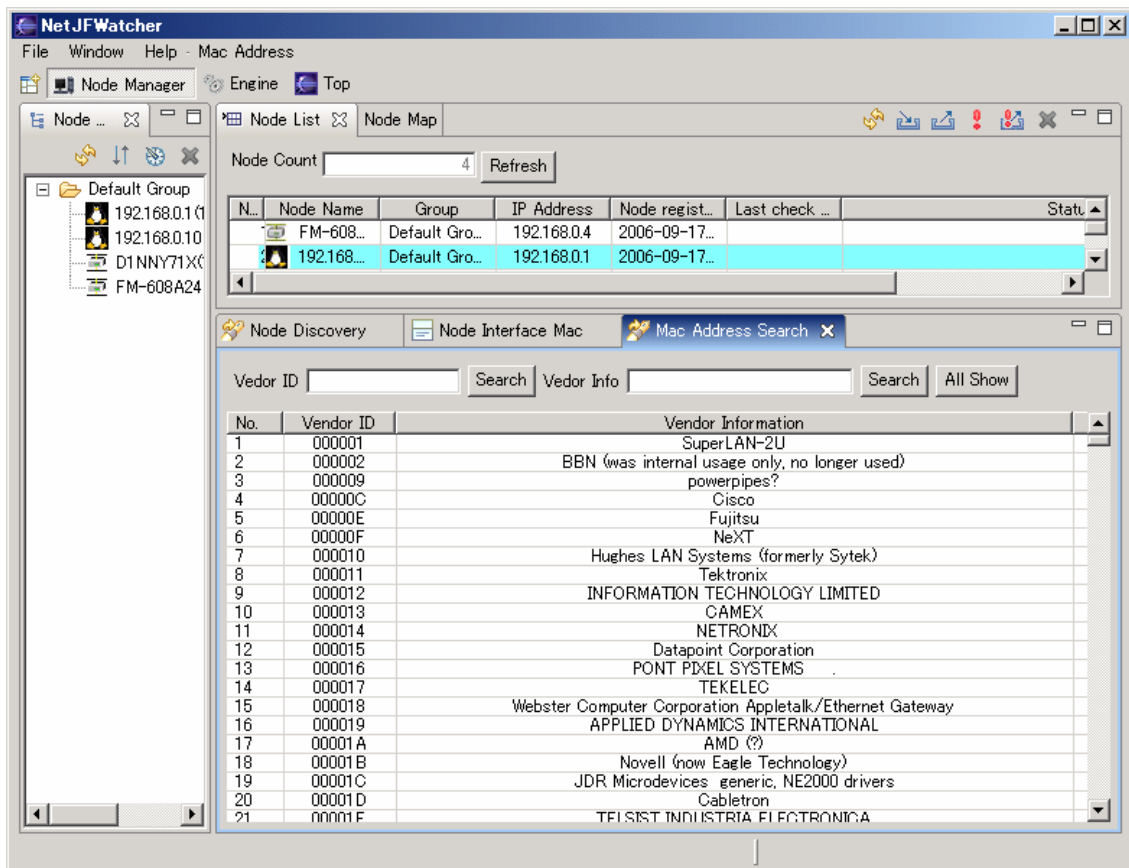 NetJFWatcher
File Window Help - Mac Address
Node Manager Engine Top
Node ... Node List Node Map
Node Count 4 Refresh
Default Group
192.168.0.1(1
192.168.0.10
D1NNY71X(
FM-608A24
N... Node Name Group IP Address Node regist... Last check ... Statu
FM-608... Default Gro... 192.168.0.4 2006-09-17...
192.168.... Default Gro... 192.168.0.1 2006-09-17...
Node Discovery Node Interface Mac Mac Address Search
Vedor ID Search Vedor Info Search All Show
No. Vendor ID Vendor Information
1 000001 SuperLAN-2U
2 000002 BBN (was internal usage only, no longer used)
3 000009 powerpipes?
4 00000C Cisco
5 00000E Fujitsu
6 00000F NeXT
7 000010 Hughes LAN Systems (formerly Sytek)
8 000011 Tektronix
9 000012 INFORMATION TECHNOLOGY LIMITED
10 000013 CAMEX
11 000014 NETRONIX
12 000015 Datapoint Corporation
13 000016 PONT PIXEL SYSTEMS .
14 000017 TEKELEC
15 000018 Webster Computer Corporation Appletalk/Ethernet Gateway
16 000019 APPLIED DYNAMICS INTERNATIONAL
17 00001A AMD (?)
18 00001B Novell (now Eagle Technology)
19 00001C JDR Microdevices generic, NE2000 drivers
20 00001D Cabletron
21 00001E TELSIST INDUSTRIA ELECTRONICA